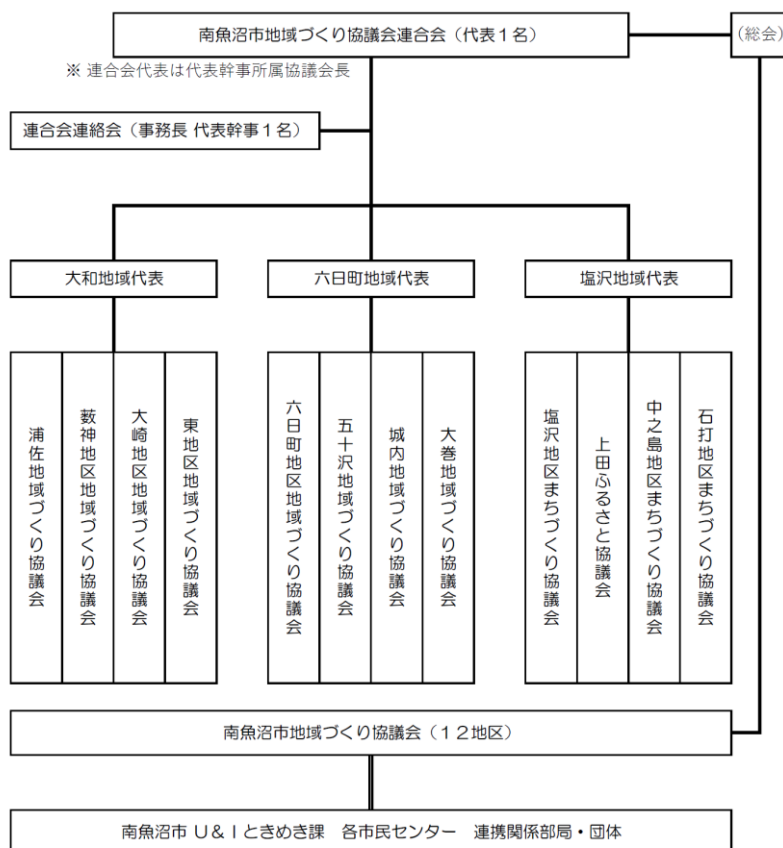 南魚沼市地域づくり協議会連合会（代表１名）
（総会）
※ 連合会代表は代表幹事所属協議会長
連合会連絡会（事務長 代表幹事１名）
大和地域代表
六日町地域代表
塩沢地域代表
浦佐地域づくり協議会
薮神地区地域づくり協議会
大崎地区地域づくり協議会
東地区地域づくり協議会
六日町地区地域づくり協議会
五十沢地域づくり協議会
城内地域づくり協議会
大巻地域づくり協議会
塩沢地区まちづくり協議会
上田ふるさと協議会
中之島地区まちづくり協議会
石打地区まちづくり協議会
南魚沼市地域づくり協議会（１２地区）
南魚沼市 Ｕ＆Ｉときめき課　各市民センター　連携関係部局・団体